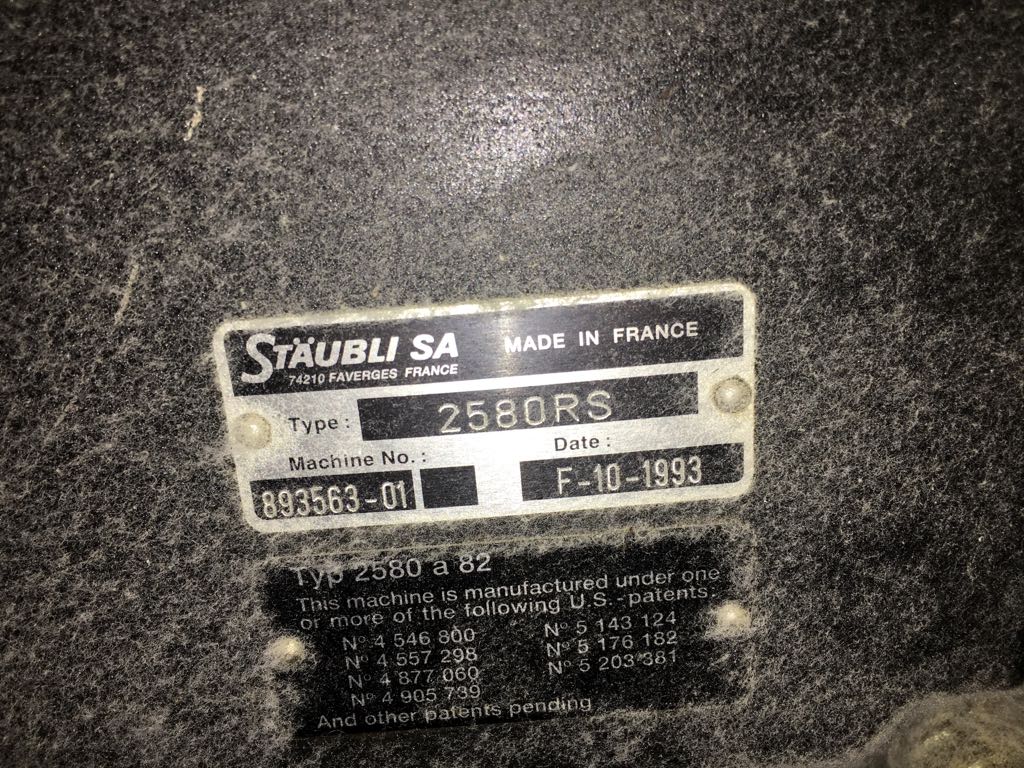 STÄUBLI SA MADE IN FRANCE
74210 FAVERGES FRANCE
Type: 2580RS
Machine No.: Date:
893563-01 F-10-1993
Typ 2580 a 82
This machine is manufactured under one
or more of the following U.S.-patents:
Nº 4 546 800 Nº 5 143 124
Nº 4 557 298 Nº 5 176 182
Nº 4 877 060 Nº 5 203 381
Nº 4 905 739
And other patents pending